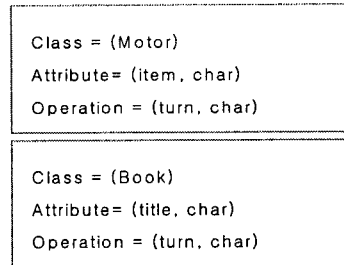 Class = (Motor)
Attribute= (item, char)
Operation = (turn, char)
Class = (Book)
Attribute= (title, char)
Operation = (turn, char)